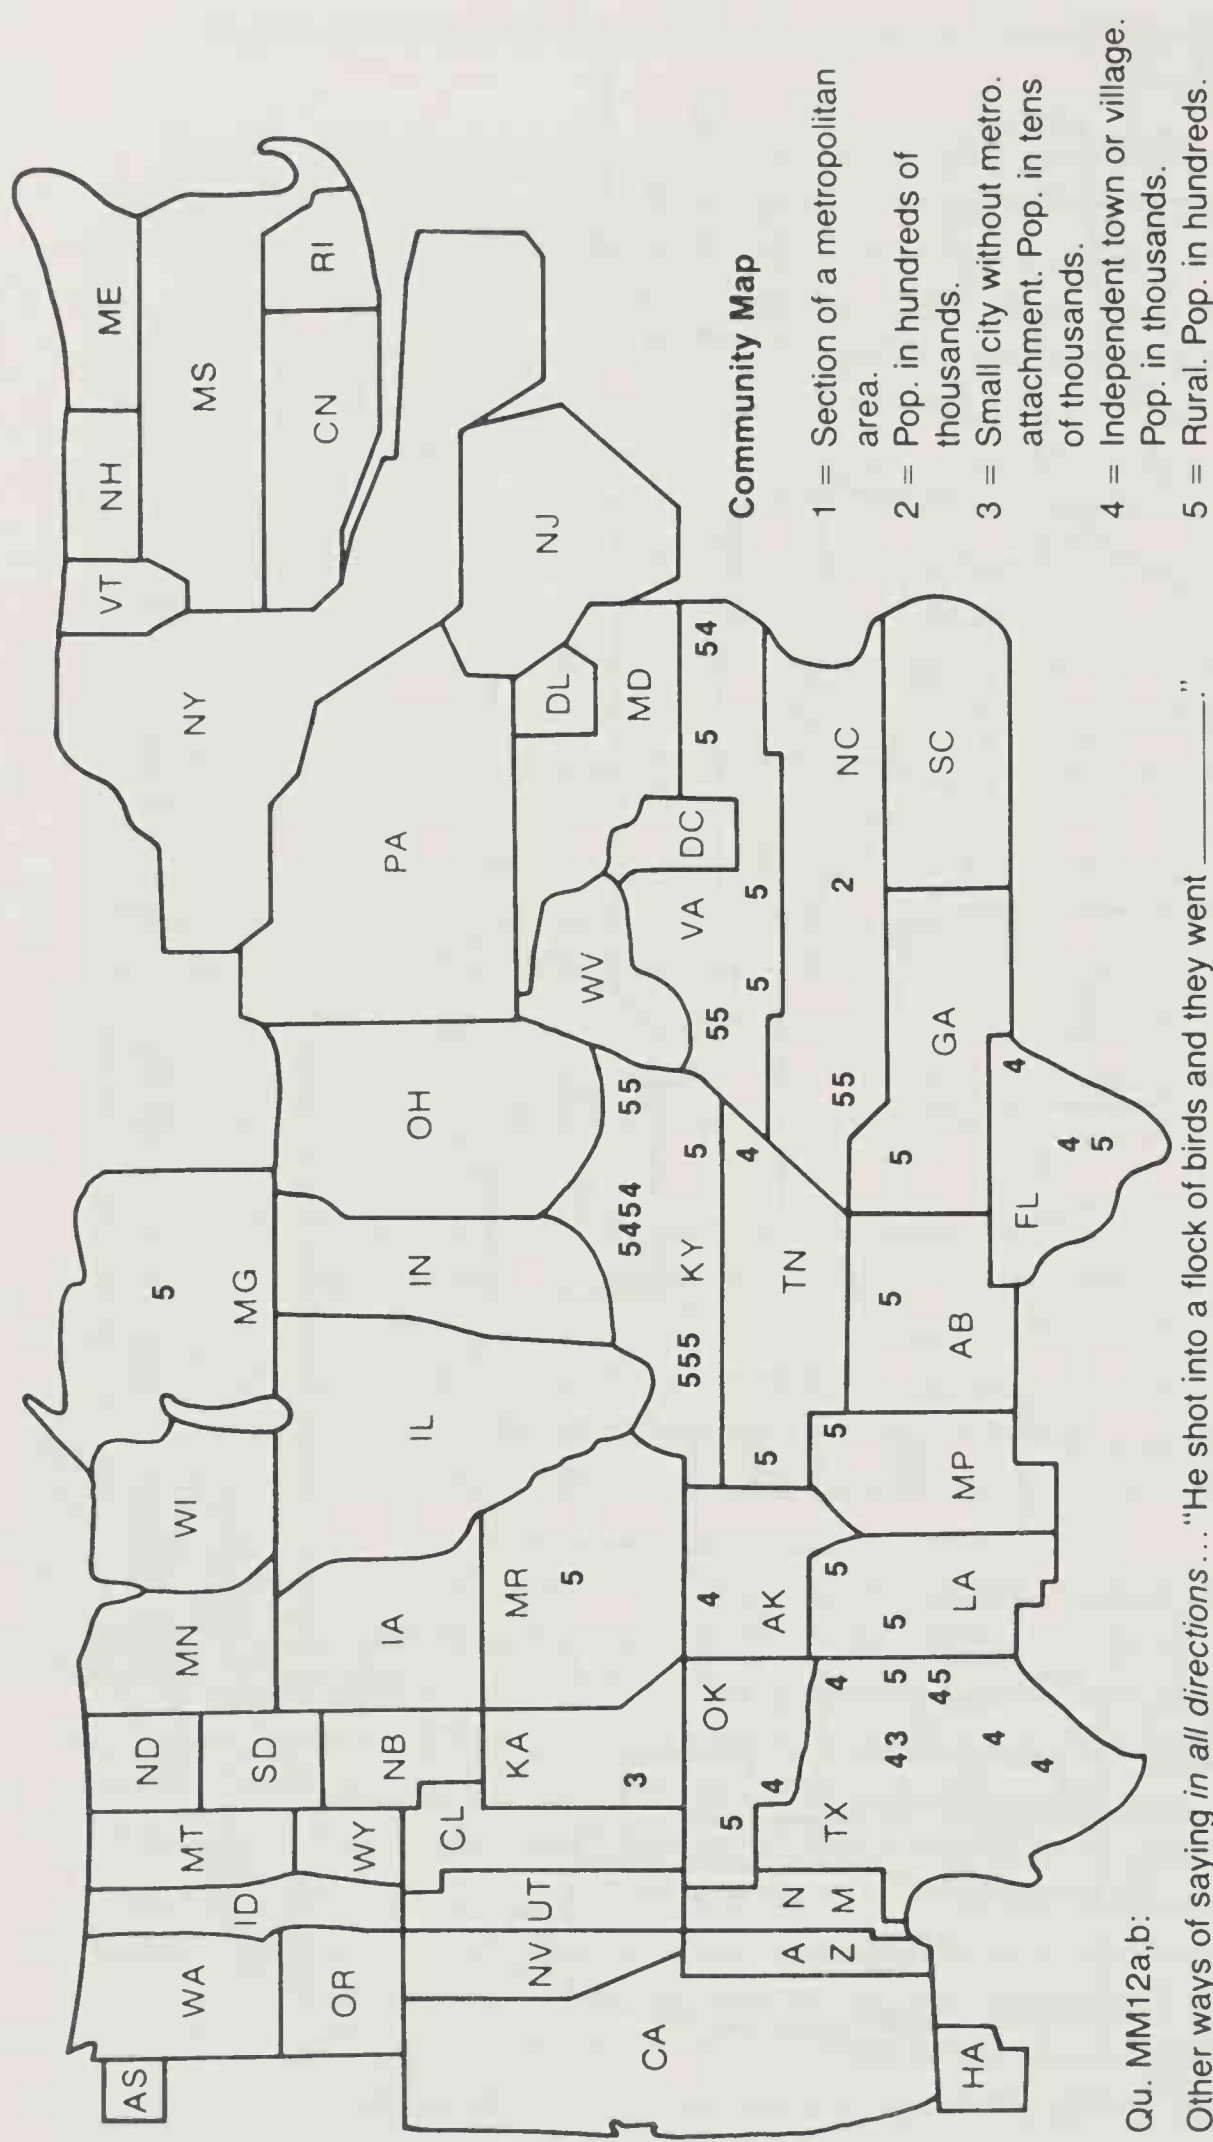 AS
WA
OR
CA
HA
ID
NV
UT
A
Z
N
M
MT
WY
CL
ND
SD
NB
KA
3
OK
5
4
TX
4
5
45
43
4
4
MN
IA
MR
5
AK
4
LA
5
5
WI
IL
MG
5
IN
OH
KY
555
5454
55
5
TN
5
4
MP
5
AB
5
GA
5
FL
4
4
5
WV
VA
55
5
5
5
54
DC
MD
DL
NC
55
2
SC
PA
NJ
NY
VT
NH
ME
MS
CN
RI
Community Map
1 = Section of a metropolitan
area.
2 = Pop. in hundreds of
thousands.
3 = Small city without metro.
attachment. Pop. in tens
of thousands.
4 = Independent town or village.
Pop. in thousands.
5 = Rural. Pop. in hundreds.
Qu. MM12a,b:
Other ways of saying in all directions... “He shot into a flock of birds and they went ______.”